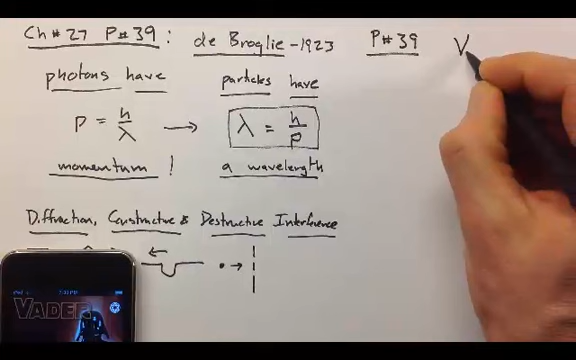 Ch#27 P#39: de Broglie - 1923 P#39 V
photons have particles have
P = h/λ → λ = h/p
momentum! a wavelength
Diffraction, Constructive & Destructive Interference
VADER